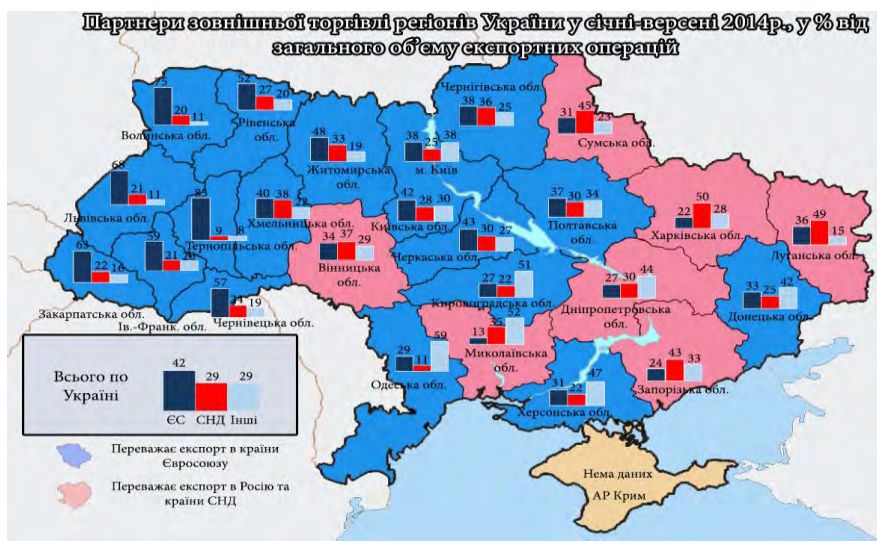 Партнери зовнішньої торгівлі регіонів України у січні-версені 2014р., у % від
загального об'єму експортних операцій
75 20 11
Волинська обл.
52 27 20
Рівенська
обл.
48 33 19
Житомирська
обл.
38 25 38
м. Київ
38 36 25
Чернігівська обл.
31 45 23
Сумська обл.
68 21 11
Львівська обл.
83 9 8
Тернопільська обл.
40 38 22
Хмельницька обл.
42 28 30
Київська обл.
37 30 34
Полтавська
обл.
22 50 28
Харківська обл.
36 49 15
Луганська обл.
63 22 16
Закарпатська обл.
59 21 20
Ів.-Франк. обл.
57 24 19
Чернівецька обл.
34 37 29
Вінницька
обл.
43 30 27
Черкаська
обл.
27 22 51
Кировоградська обл.
27 30 44
Дніпропетровська
обл.
33 25 42
Донецька обл.
29 11 59
Одеська обл.
13 35 52
Миколаївська
обл.
31 22 47
Херсонська обл.
24 43 33
Запорізька обл.
Всього по
Україні
42 29 29
ЄС СНД Інші
Переважає експорт в країни
Євросоюзу
Переважає експорт в Росію та
країни СНД
Нема даних
АР Крим